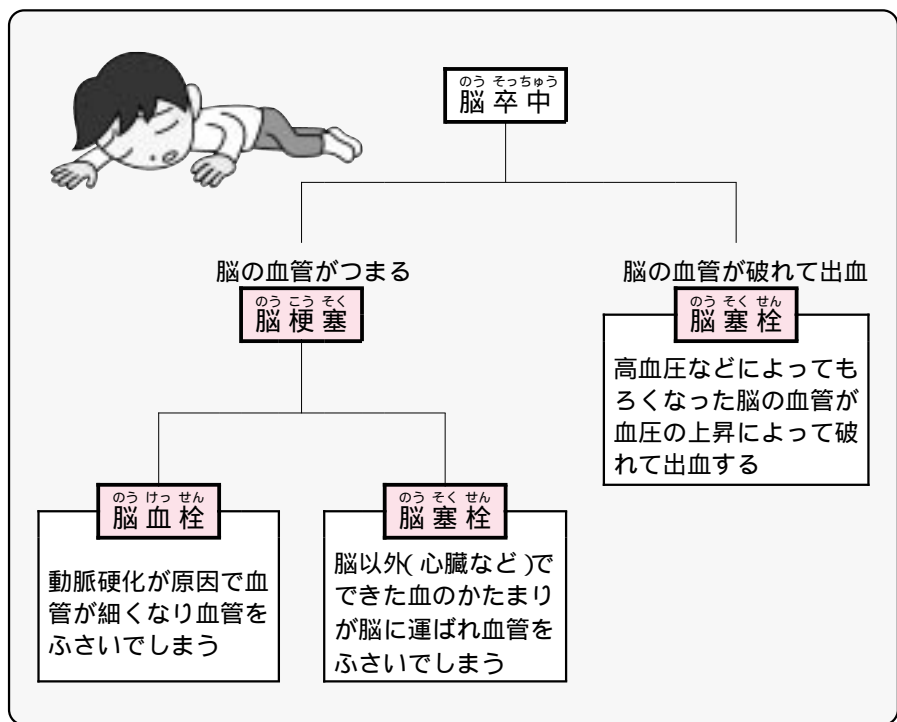 のう そっちゅう
脳卒中
脳の血管がつまる
のう こう そく
脳梗塞
脳の血管が破れて出血
のう そく せん
脳塞栓
高血圧などによっても
ろくなった脳の血管が
血圧の上昇によって破
れて出血する
のう けっ せん
脳血栓
動脈硬化が原因で血
管が細くなり血管を
ふさいでしまう
のう そく せん
脳塞栓
脳以外(心臓など)で
できた血のかたまり
が脳に運ばれ血管を
ふさいでしまう